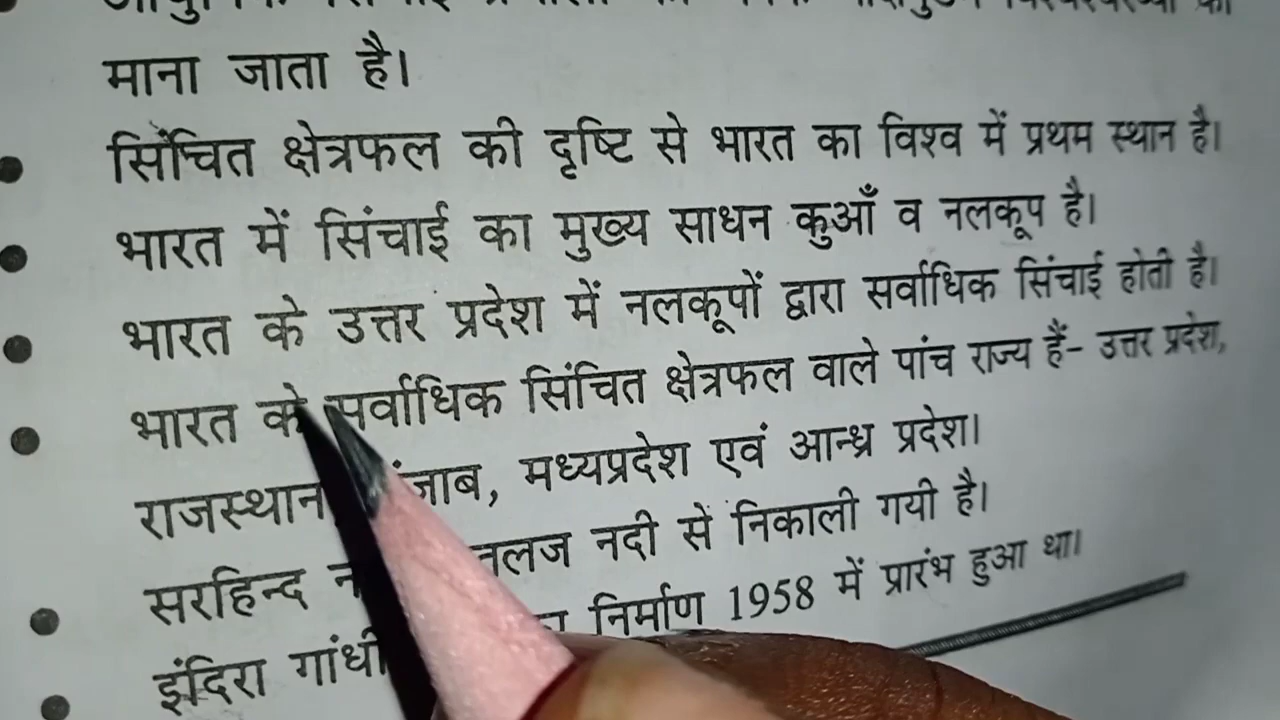 माना जाता है।
सिंचित क्षेत्रफल की दृष्टि से भारत का विश्व में प्रथम स्थान है।
भारत में सिंचाई का मुख्य साधन कुआँ व नलकूप है।
भारत के उत्तर प्रदेश में नलकूपों द्वारा सर्वाधिक सिंचाई होती है।
भारत के सर्वाधिक सिंचित क्षेत्रफल वाले पांच राज्य हैं- उत्तर प्रदेश,
राजस्थान मध्यप्रदेश एवं आन्ध्र प्रदेश।
सरहिन्द नदी से निकाली गयी है।
इंदिरा गांधी निर्माण 1958 में प्रारंभ हुआ था।